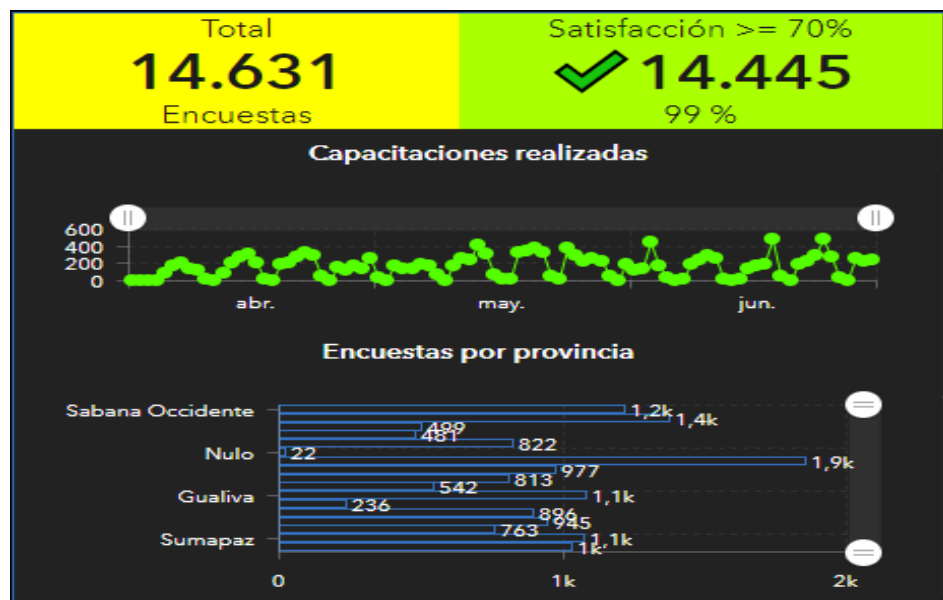 Total
14.631
Encuestas
Satisfacción >= 70%
14.445
99 %
Capacitaciones realizadas
600
400
200
0
abr. may. jun.
Encuestas por provincia
Sabana Occidente
1,2k
1,4k
499
481
822
Nulo
22
1,9k
977
813
542
Gualiva
1,1k
236
896
945
763
Sumapaz
1,1k
1k
0 1k 2k